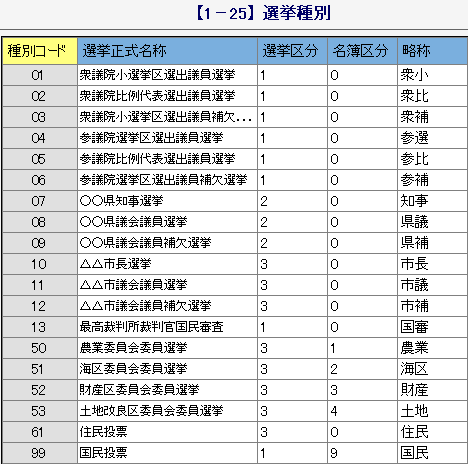 【1－25】選挙種別
種別コード 選挙正式名称 選挙区分 名簿区分 略称
01 衆議院小選挙区選出議員選挙 1 0 衆小
02 衆議院比例代表選出議員選挙 1 0 衆比
03 衆議院小選挙区選出議員補欠... 1 0 衆補
04 参議院選挙区選出議員選挙 1 0 参選
05 参議院比例代表選出議員選挙 1 0 参比
06 参議院選挙区選出議員補欠選挙 1 0 参補
07 〇〇県知事選挙 2 0 知事
08 〇〇県議会議員選挙 2 0 県議
09 〇〇県議会議員補欠選挙 2 0 県補
10 △△市長選挙 3 0 市長
11 △△市議会議員選挙 3 0 市議
12 △△市議会議員補欠選挙 3 0 市補
13 最高裁判所裁判官国民審査 1 0 国審
50 農業委員会委員選挙 3 1 農業
51 海区委員会委員選挙 3 2 海区
52 財産区委員会委員選挙 3 3 財産
53 土地改良区委員会委員選挙 3 4 土地
61 住民投票 3 0 住民
99 国民投票 1 9 国民